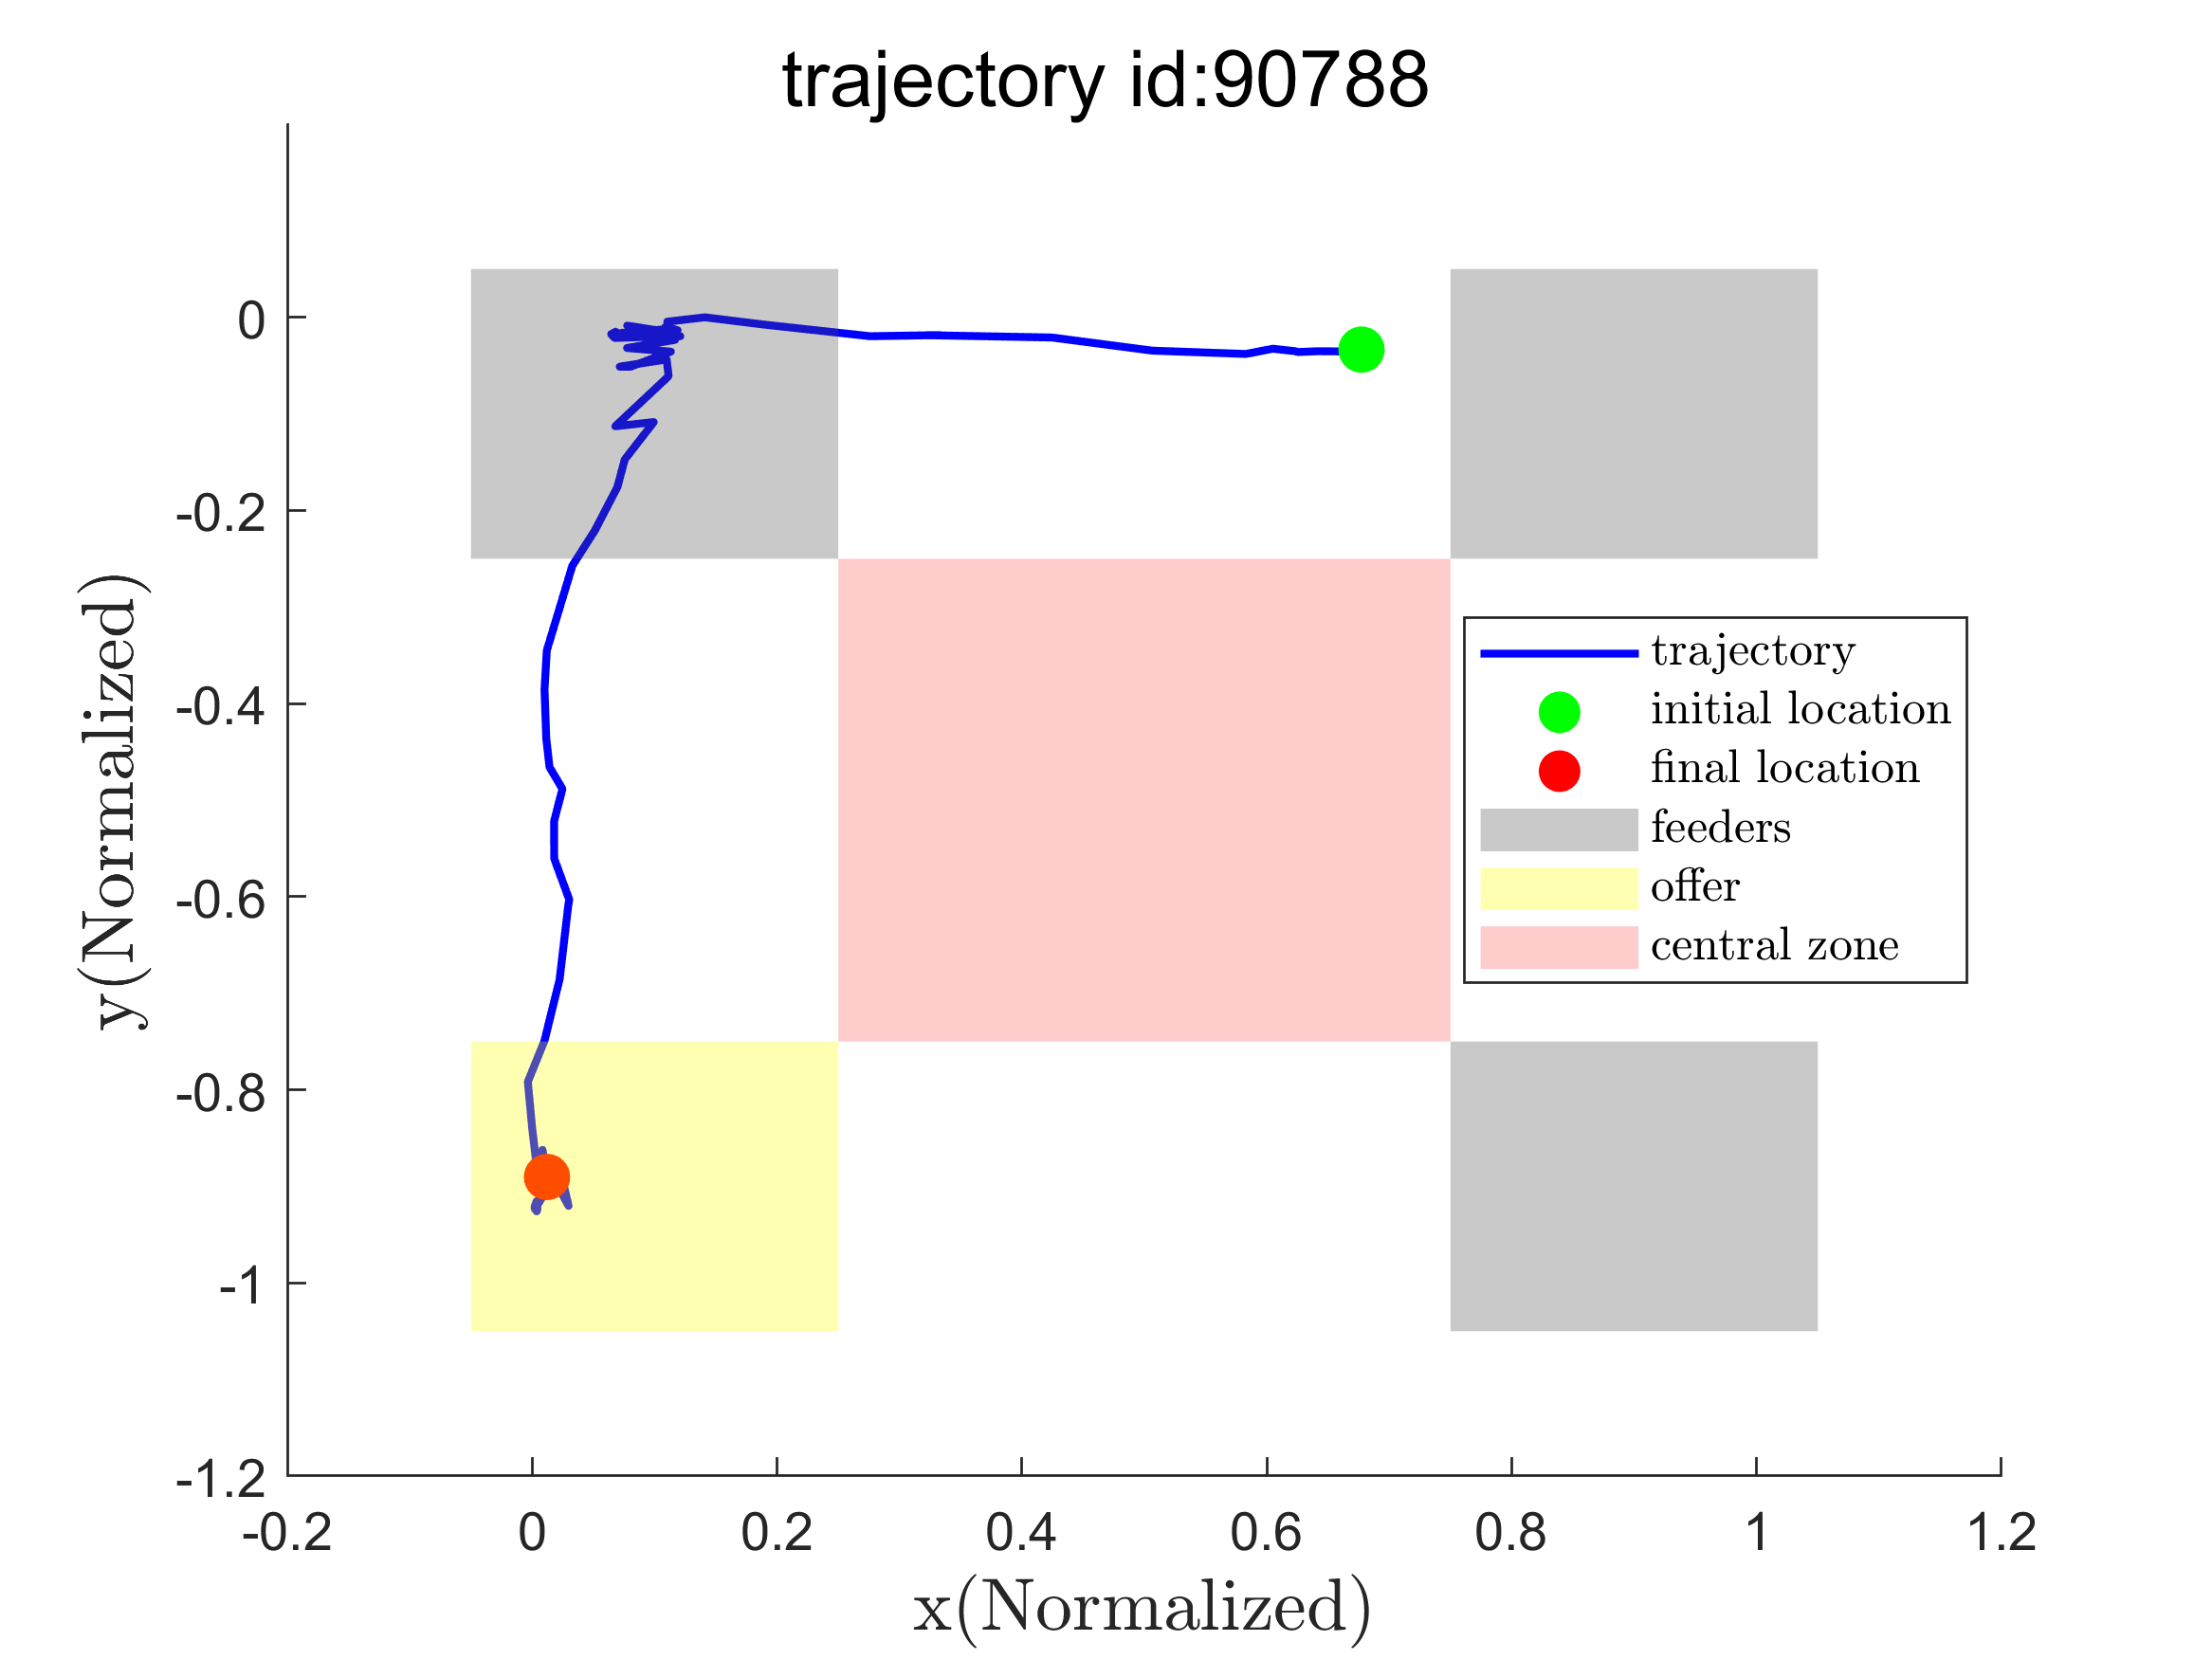 trajectory id:90788
0
-0.2
-0.4
-0.6
-0.8
-1
-1.2
y(Normalized)
trajectory
initial location
final location
feeders
offer
central zone
-0.2 0 0.2 0.4 0.6 0.8 1 1.2
x(Normalized)